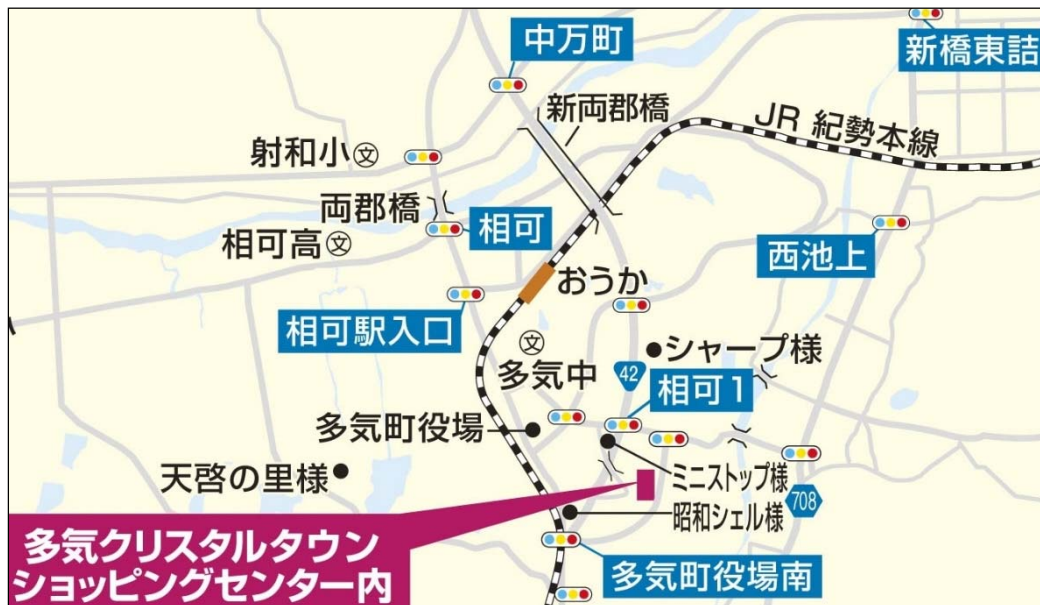 中万町
新橋東詰
新両郡橋
JR 紀勢本線
射和小文
両郡橋
相可
相可高文
西池上
おうか
相可駅入口
文
多気中
シャープ様
42
相可1
多気町役場
天啓の里様
ミニストップ様
708
昭和シェル様
多気クリスタルタウン
ショッピングセンター内
多気町役場南